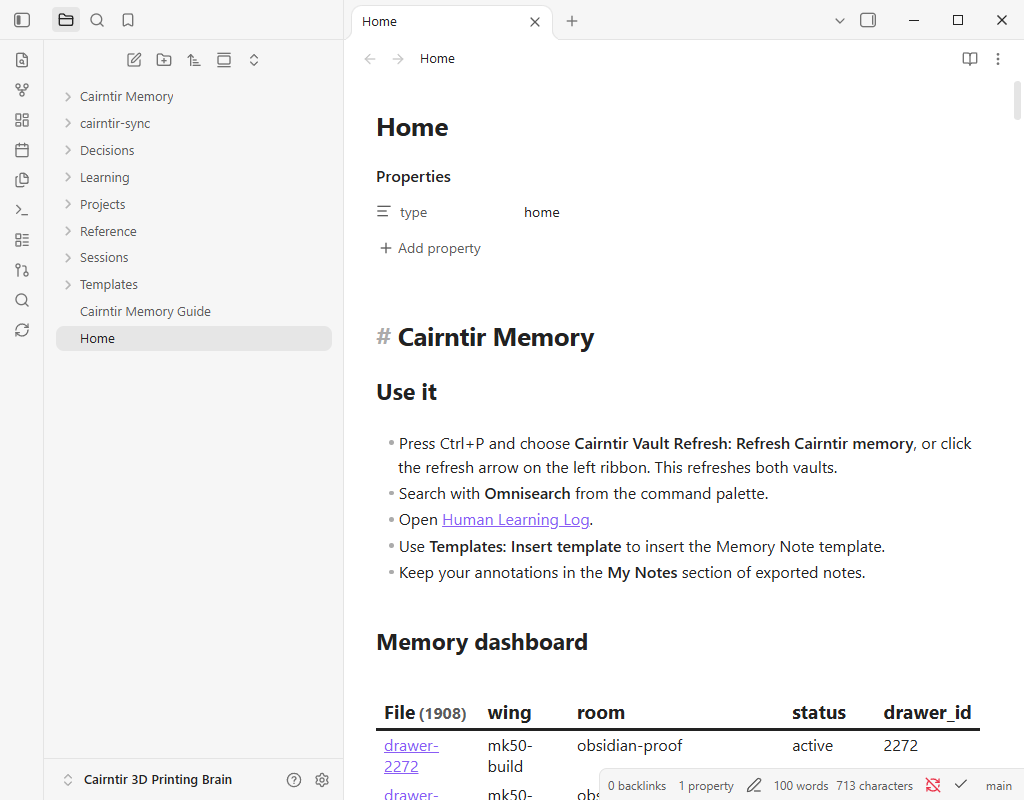 Home
Home
Cairntir Memory
cairntir-sync
Decisions
Learning
Projects
Reference
Sessions
Templates
Cairntir Memory Guide
Home
Cairntir 3D Printing Brain
Home
Properties
type home
Add property
# Cairntir Memory
Use it
Press Ctrl+P and choose Cairntir Vault Refresh: Refresh Cairntir memory, or click
the refresh arrow on the left ribbon. This refreshes both vaults.
Search with Omnisearch from the command palette.
Open Human Learning Log.
Use Templates: Insert template to insert the Memory Note template.
Keep your annotations in the My Notes section of exported notes.
Memory dashboard
File (1908) wing room status drawer_id
drawer- mk50- obsidian-proof active 2272
2272 build
drawer- mk50-
0 backlinks 1 property 100 words 713 characters main